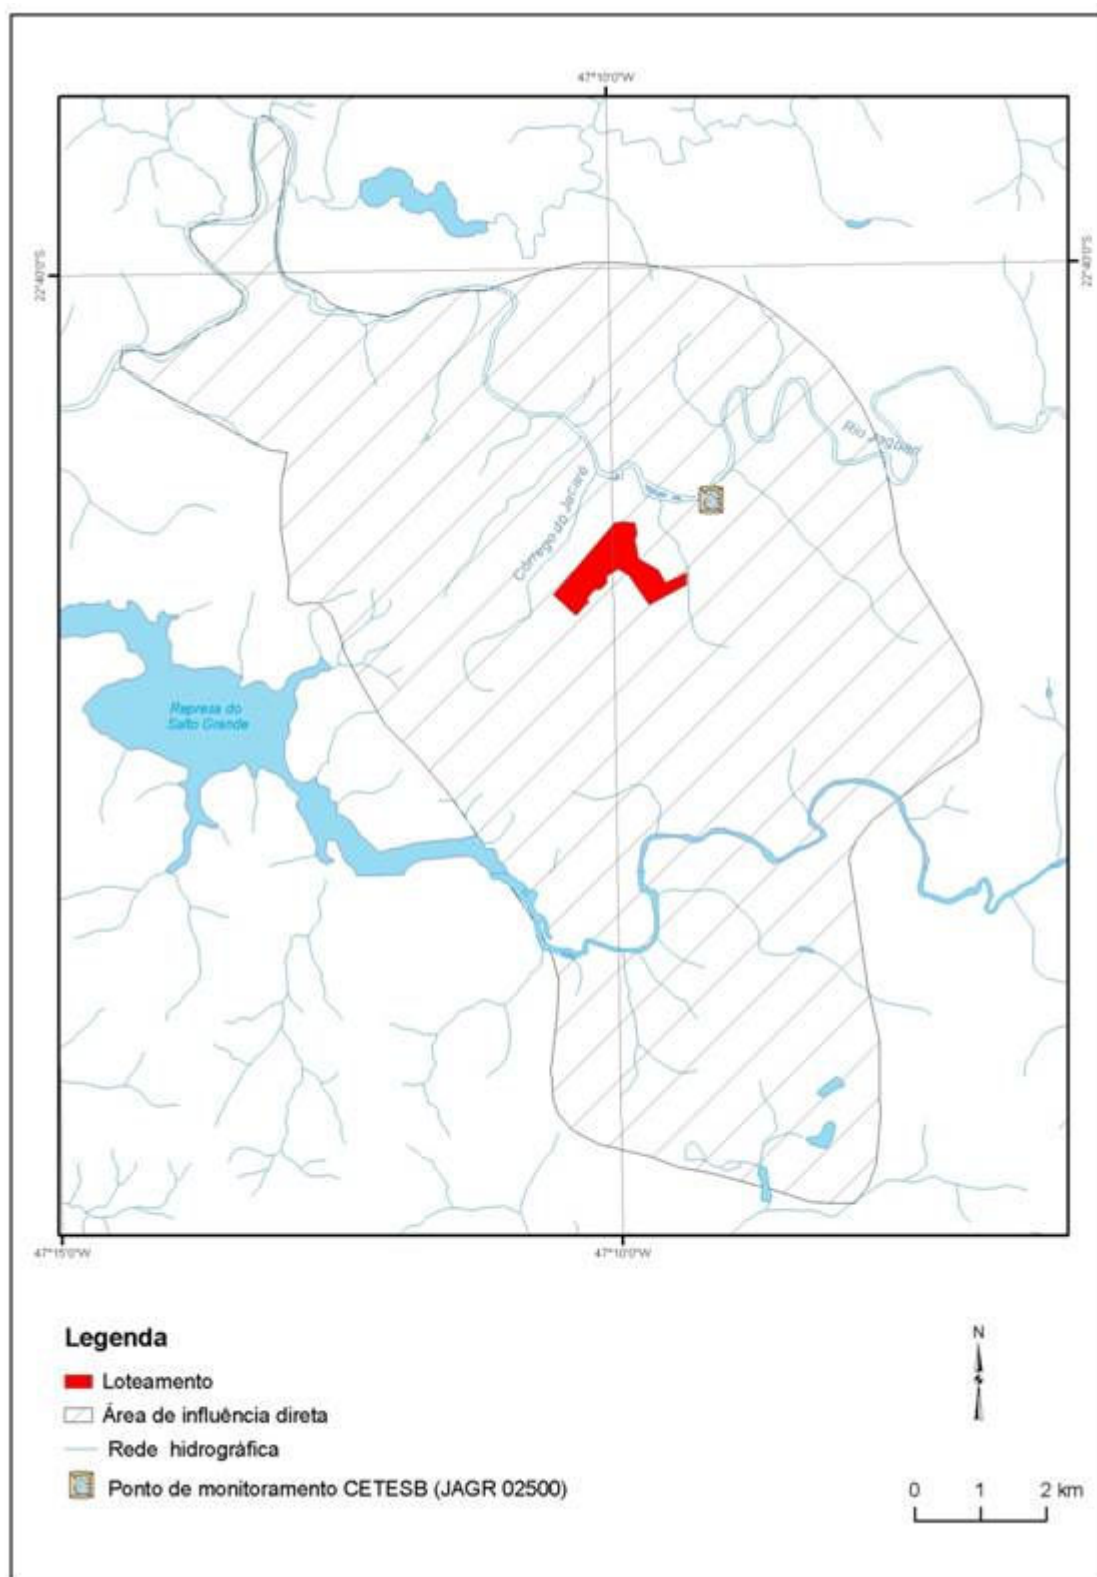 47°10'0"W
22°40'0"S
22°40'0"S
Rio Jaguari
Córrego do Jacaré
Represa do
Salto Grande
47°15'0"W
47°10'0"W
Legenda
Loteamento
Área de influência direta
Rede hidrográfica
Ponto de monitoramento CETESB (JAGR 02500)
N
0 1 2 km